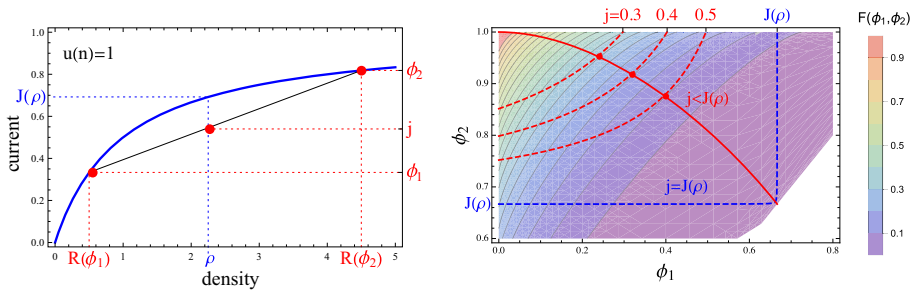 u(n)=1
current
1.0
0.8
0.6
0.4
0.2
0.0
J(ρ)
ϕ₂
j
ϕ₁
0 1 2 3 4 5
R(ϕ₁) ρ R(ϕ₂)
density
j=0.3 0.4 0.5 J(ρ)
ϕ₂
1.0
0.9
0.8
0.7
0.6
J(ρ)
j<J(ρ)
j=J(ρ)
0.0 0.2 0.4 0.6 0.8
ϕ₁
F(ϕ₁,ϕ₂)
0.9
0.7
0.5
0.3
0.1